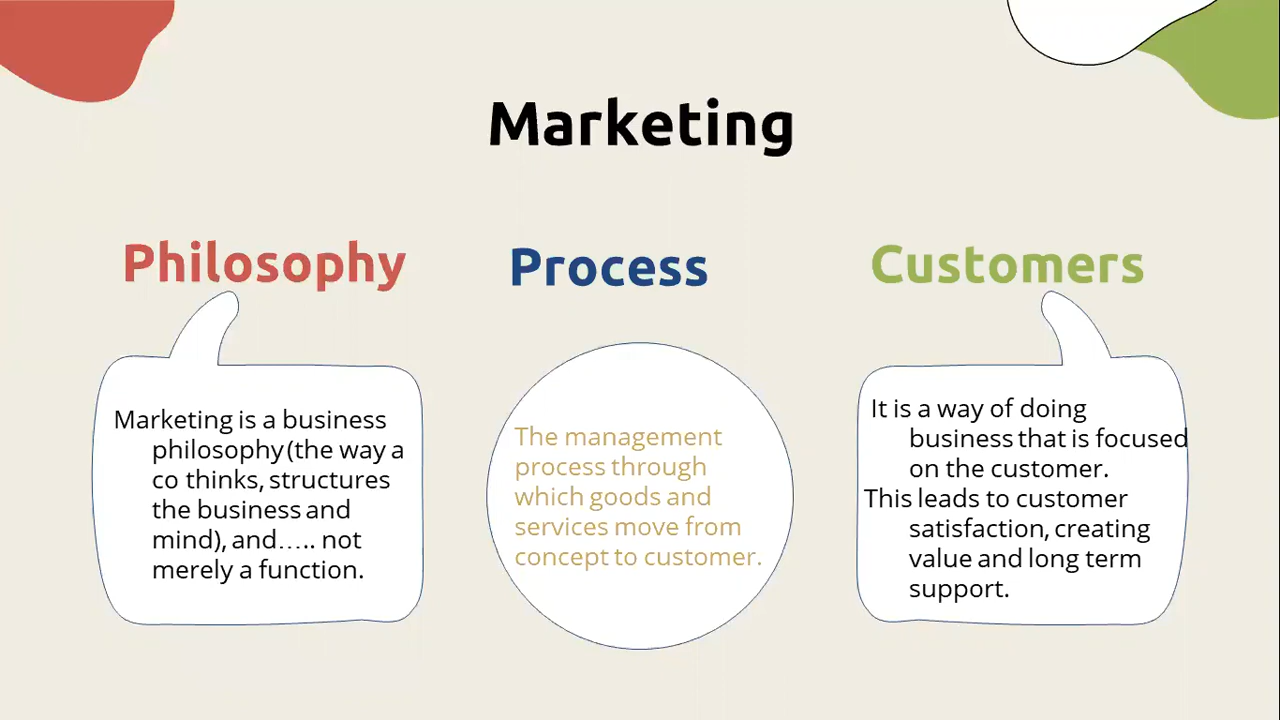 Marketing
Philosophy
Marketing is a business
philosophy (the way a
co thinks, structures
the business and
mind), and….. not
merely a function.
Process
The management
process through
which goods and
services move from
concept to customer.
Customers
It is a way of doing
business that is focused
on the customer.
This leads to customer
satisfaction, creating
value and long term
support.